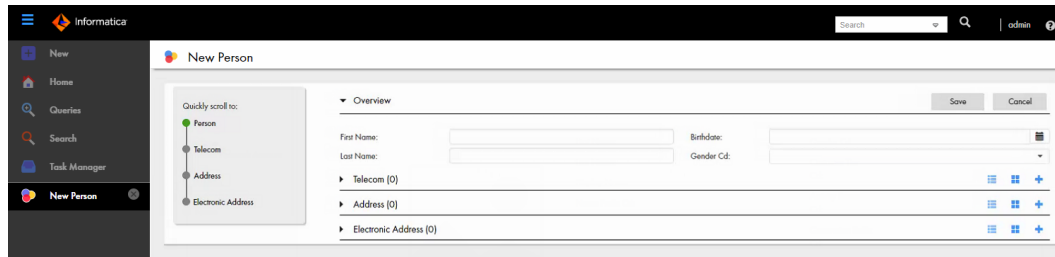 Informatica
Search
admin
New
Home
Queries
Search
Task Manager
New Person
New Person
Quickly scroll to:
Person
Telecom
Address
Electronic Address
Overview
Save
Cancel
First Name:
Birthdate:
Last Name:
Gender Cd:
Telecom (0)
Address (0)
Electronic Address (0)